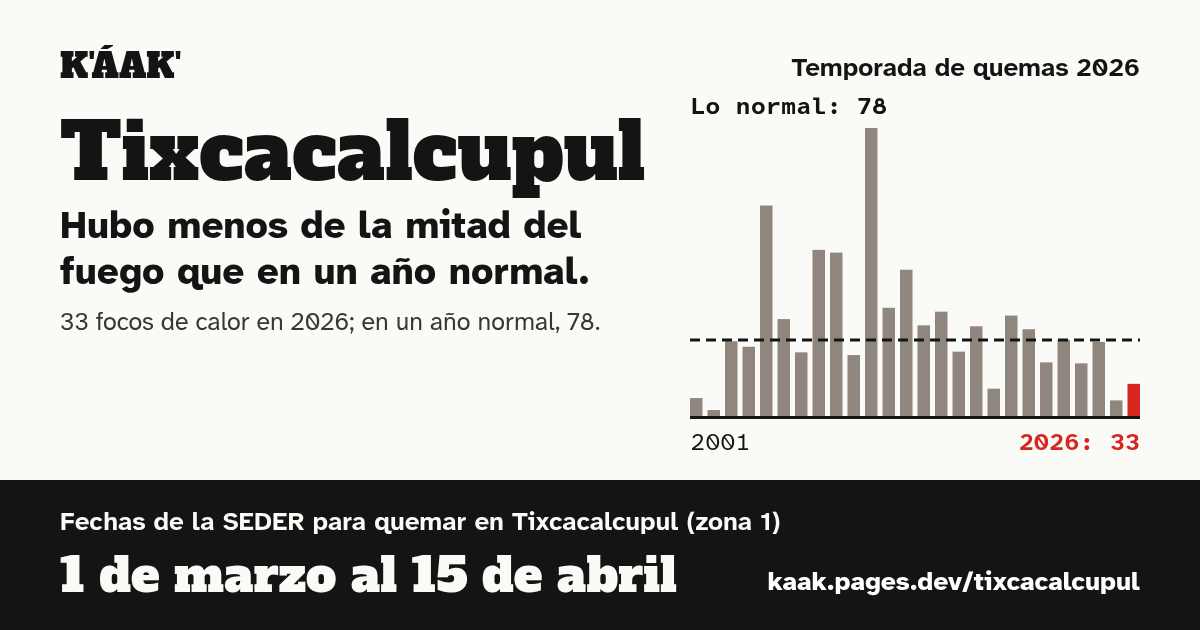 K'ÁAK'
Tixcacalcupul
Hubo menos de la mitad del
fuego que en un año normal.
33 focos de calor en 2026; en un año normal, 78.
Temporada de quemas 2026
Lo normal: 78
2001
2026: 33
Fechas de la SEDER para quemar en Tixcacalcupul (zona 1)
1 de marzo al 15 de abril
kaak.pages.dev/tixcacalcupul